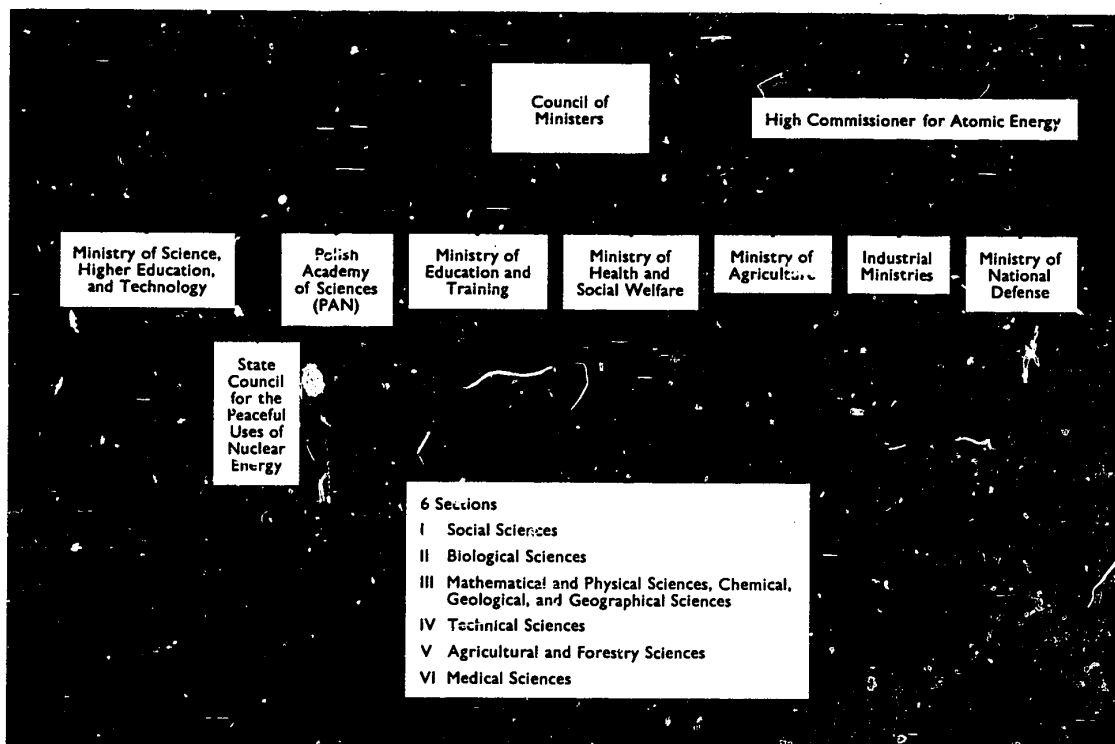 Council of
Ministers
High Commissioner for Atomic Energy
Ministry of Science,
Higher Education,
and Technology
Polish
Academy
of Sciences
(PAN)
Ministry of
Education and
Training
Ministry of
Health and
Social Welfare
Ministry of
Agriculture
Industrial
Ministries
Ministry of
National
Defense
State
Council
for the
Peaceful
Uses of
Nuclear
Energy
6 Sections
I Social Sciences
II Biological Sciences
III Mathematical and Physical Sciences, Chemical,
Geological, and Geographical Sciences
IV Technical Sciences
V Agricultural and Forestry Sciences
VI Medical Sciences